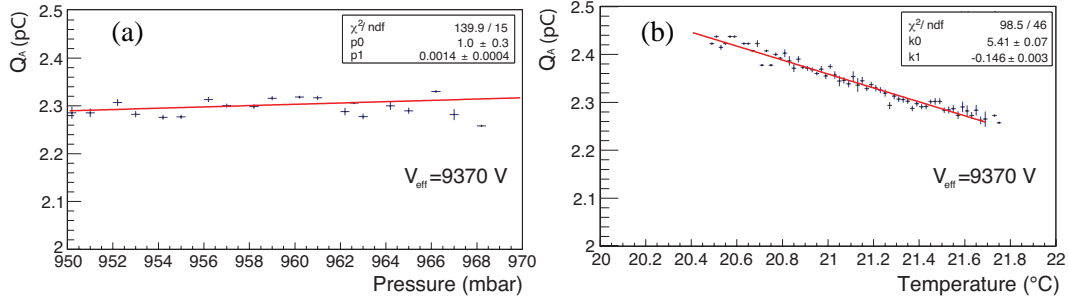 (a)
χ²/ ndf 139.9 / 15
p0 1.0 ± 0.3
p1 0.0014 ± 0.0004
Q_A (pC)
2.5
2.4
2.3
2.2
2.1
2
V_eff=9370 V
950 952 954 956 958 960 962 964 966 968 970
Pressure (mbar)
(b)
χ²/ ndf 98.5 / 46
k0 5.41 ± 0.07
k1 -0.146 ± 0.003
Q_A (pC)
2.5
2.4
2.3
2.2
2.1
2
V_eff=9370 V
20 20.2 20.4 20.6 20.8 21 21.2 21.4 21.6 21.8 22
Temperature (°C)